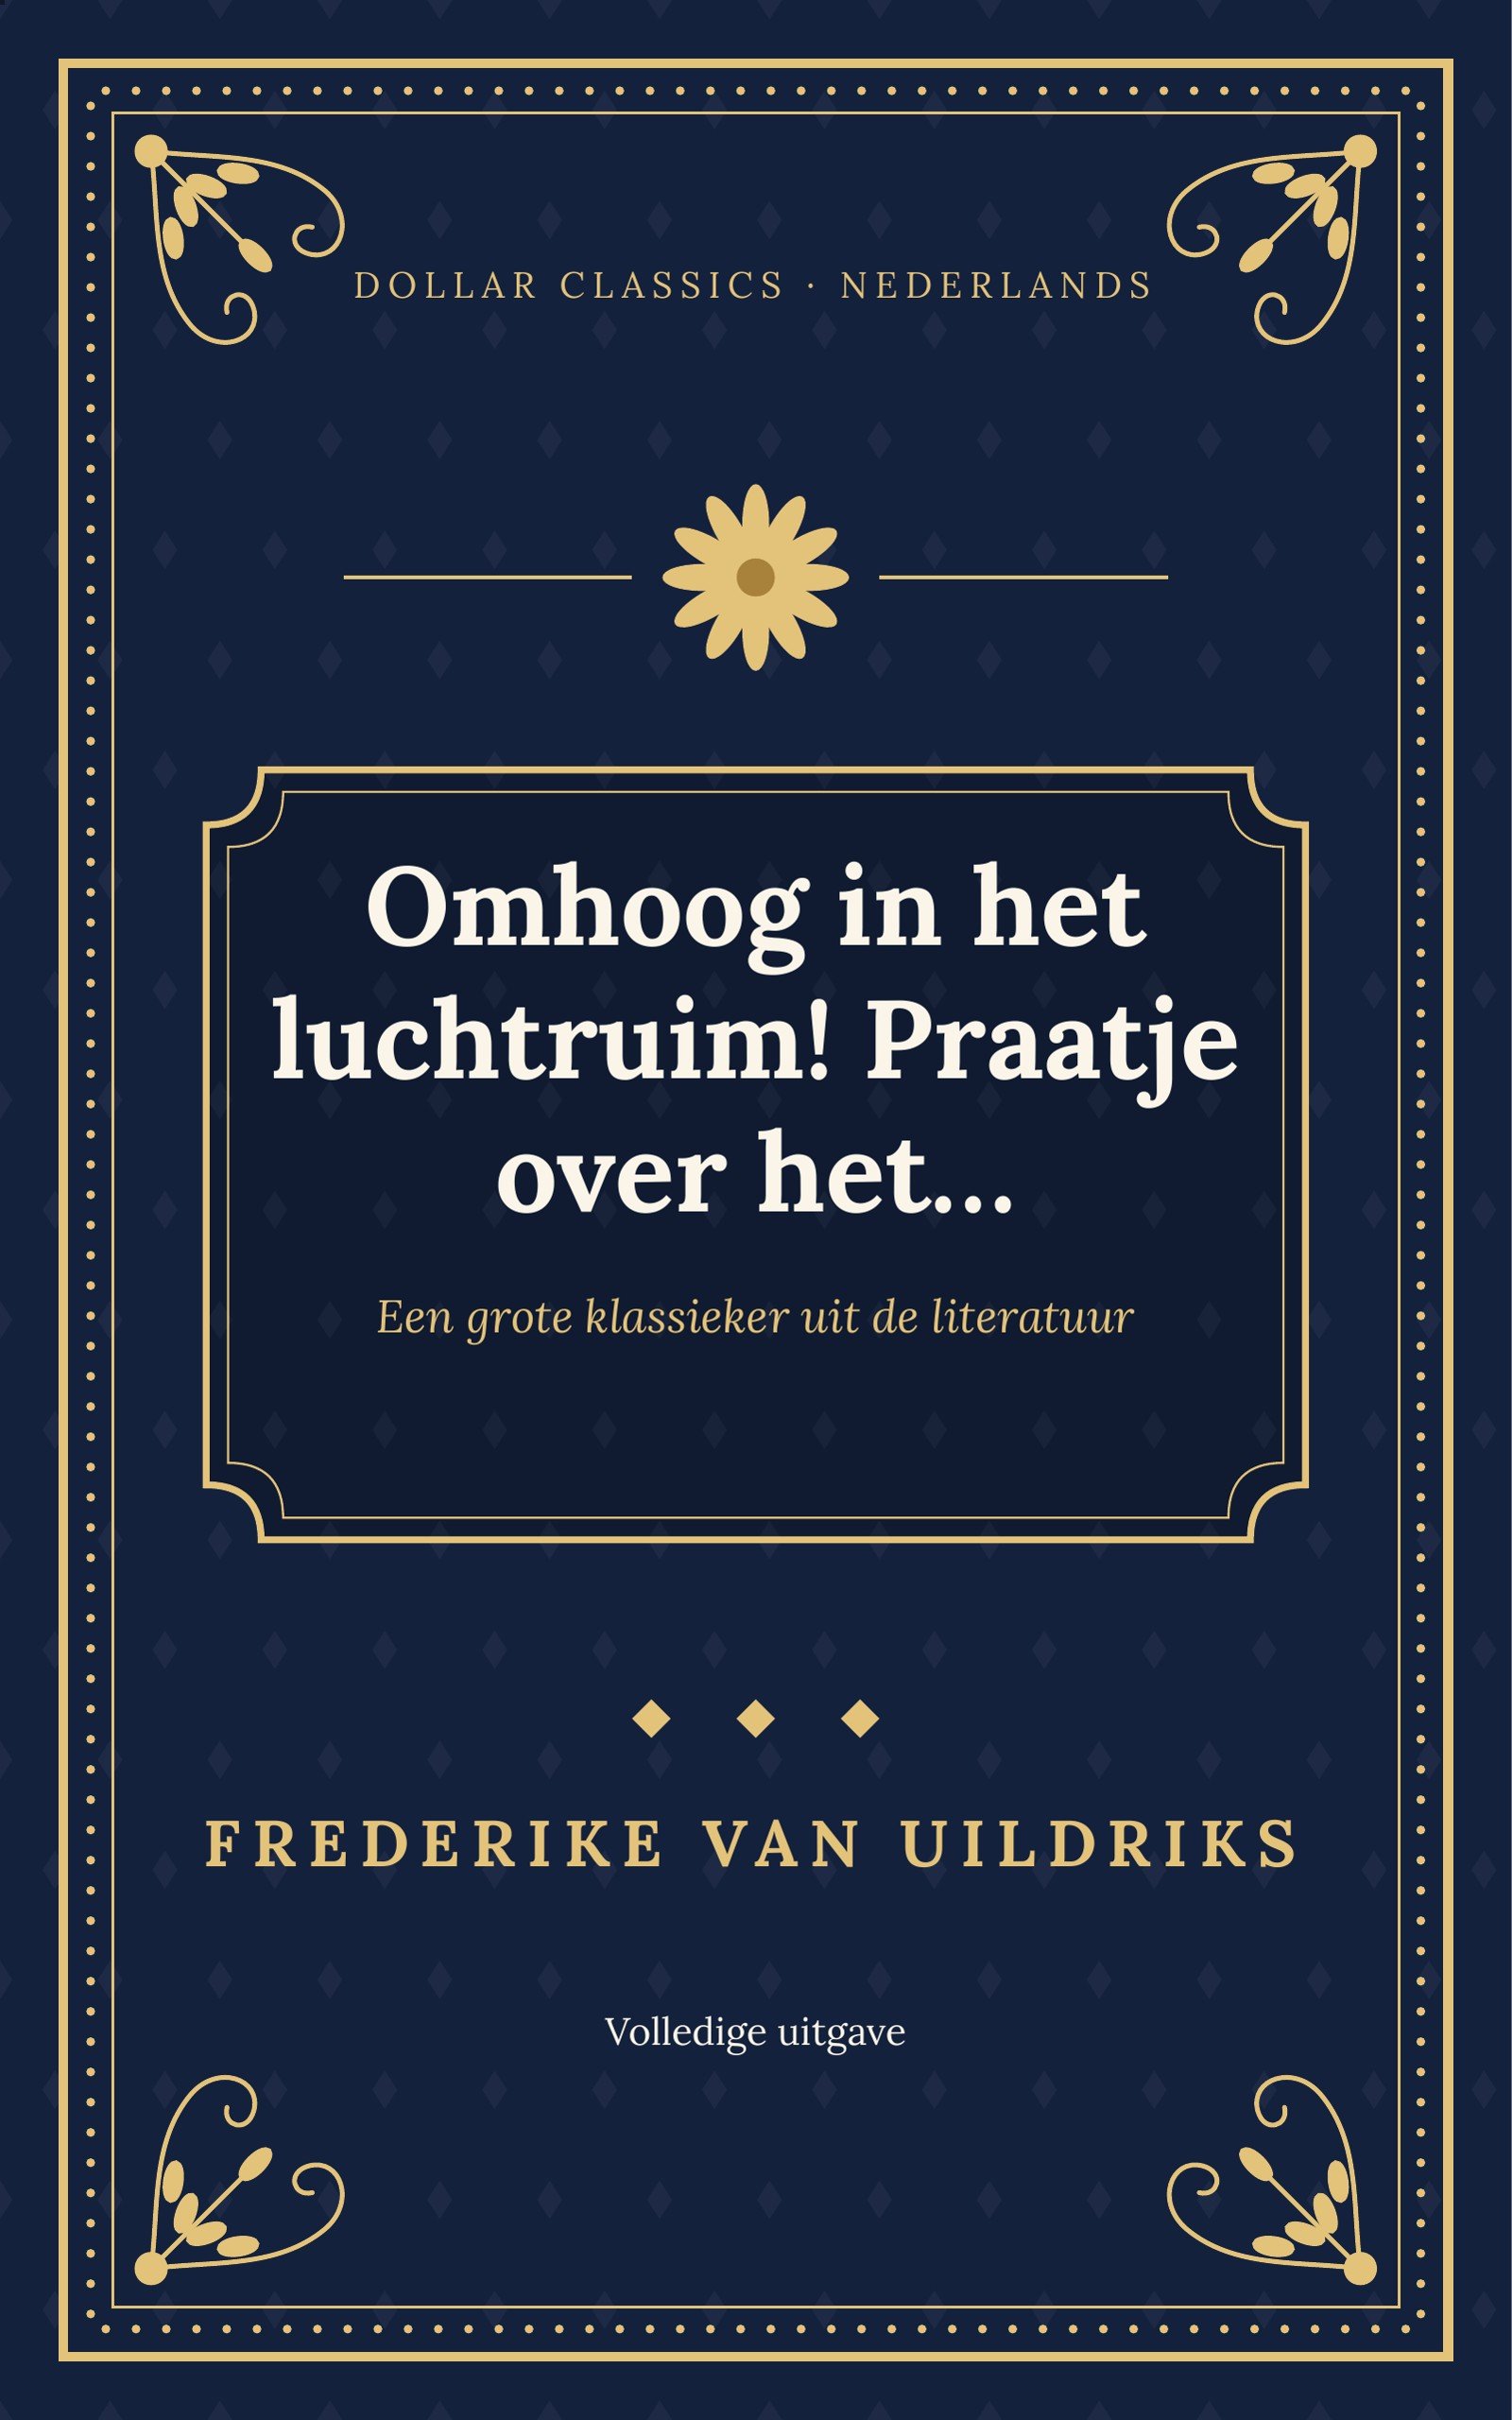 DOLLAR CLASSICS · NEDERLANDS
Omhoog in het
luchtruim! Praatje
over het...
Een grote klassieker uit de literatuur
FREDERIKE VAN UILDRIKS
Volledige uitgave